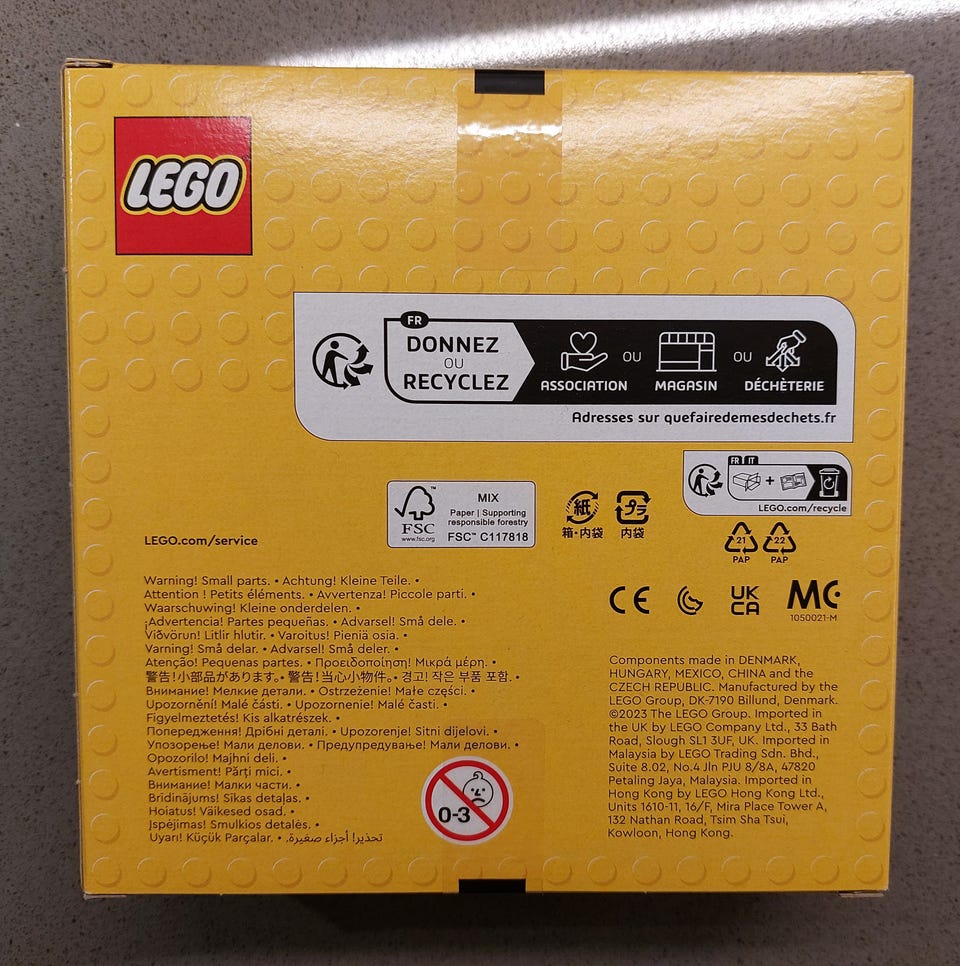 LEGO
FR
DONNEZ
OU
RECYCLEZ
ASSOCIATION
OU
MAGASIN
OU
DÉCHÈTERIE
Adresses sur quefairedemesdechets.fr
FR IT
+
LEGO.com/recycle
FSC™
www.fsc.org
MIX
Paper | Supporting
responsible forestry
FSC™ C117818
紙
箱・内袋
プラ
内袋
21
PAP
22
PAP
LEGO.com/service
Warning! Small parts. • Achtung! Kleine Teile. •
Attention ! Petits éléments. • Avvertenza! Piccole parti. •
Waarschuwing! Kleine onderdelen. •
¡Advertencia! Partes pequeñas. • Advarsel! Små dele. •
Viðvörun! Litlir hlutir. • Varoitus! Pieniä osia. •
Varning! Små delar. • Advarsel! Små deler. •
Atenção! Pequenas partes. • Προειδοποίηση! Μικρά μέρη. •
警告!小部品があります。• 警告!当心小物件。• 경고! 작은 부품 포함. •
Внимание! Мелкие детали. • Ostrzeżenie! Małe części. •
Upozornění! Malé části. • Upozornenie! Malé časti. •
Figyelmeztetés! Kis alkatrészek. •
Попередження! Дрібні деталі. • Upozorenje! Sitni dijelovi. •
Упозорење! Мали делови. • Предупредување! Мали делови. •
Opozorilo! Majhni deli. •
Avertisment! Părți mici. •
Внимание! Малки части. •
Brīdinājums! Sīkas detaļas. •
Hoiatus! Väikesed osad. •
Įspėjimas! Smulkios detalės. •
Uyarı! Küçük Parçalar. • تحذير! أجزاء صغيرة.
0-3
CE
UK
CA
MC
1050021-M
Components made in DENMARK,
HUNGARY, MEXICO, CHINA and the
CZECH REPUBLIC. Manufactured by the
LEGO Group, DK-7190 Billund, Denmark.
©2023 The LEGO Group. Imported in
the UK by LEGO Company Ltd., 33 Bath
Road, Slough SL1 3UF, UK. Imported in
Malaysia by LEGO Trading Sdn. Bhd.,
Suite 8.02, No.4 Jln PJU 8/8A, 47820
Petaling Jaya, Malaysia. Imported in
Hong Kong by LEGO Hong Kong Ltd.,
Units 1610-11, 16/F, Mira Place Tower A,
132 Nathan Road, Tsim Sha Tsui,
Kowloon, Hong Kong.